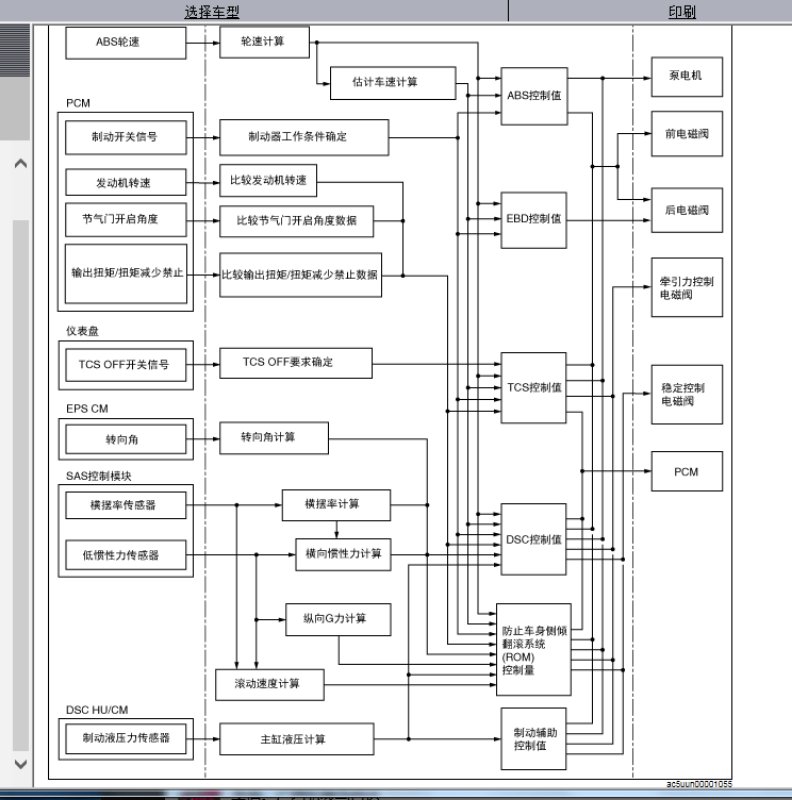 选择车型
印刷
ABS轮速
轮速计算
估计车速计算
ABS控制值
泵电机
PCM
制动开关信号
制动器工作条件确定
前电磁阀
发动机转速
比较发动机转速
节气门开启角度
比较节气门开启角度数据
EBD控制值
后电磁阀
输出扭矩/扭矩减少禁止
比较输出扭矩/扭矩减少禁止数据
牵引力控制
电磁阀
仪表盘
TCS OFF开关信号
TCS OFF要求确定
TCS控制值
稳定控制
电磁阀
EPS CM
转向角
转向角计算
PCM
SAS控制模块
横摆率传感器
横摆率计算
DSC控制值
低惯性力传感器
横向惯性力计算
纵向G力计算
防止车身侧倾
翻滚系统
(ROM)
控制量
滚动速度计算
DSC HU/CM
制动液压力传感器
主缸液压计算
制动辅助
控制值
ac5uun00001055